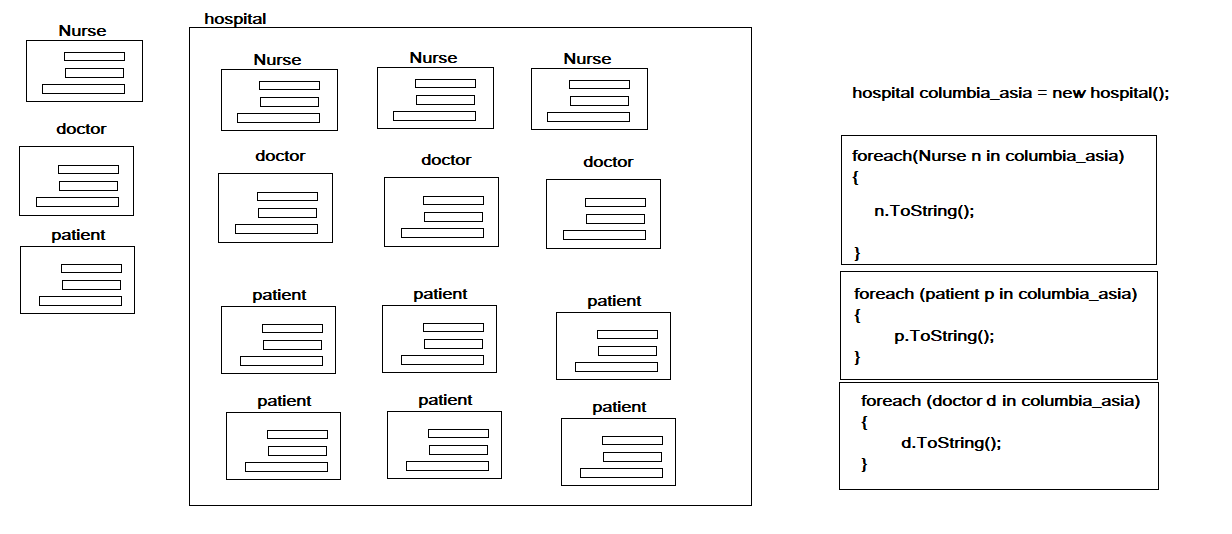 hospital
Nurse
Nurse
Nurse
Nurse
doctor
doctor
doctor
doctor
patient
patient
patient
patient
patient
patient
patient
hospital columbia_asia = new hospital();
foreach(Nurse n in columbia_asia)
{
n.ToString();
}
foreach (patient p in columbia_asia)
{
p.ToString();
}
foreach (doctor d in columbia_asia)
{
d.ToString();
}